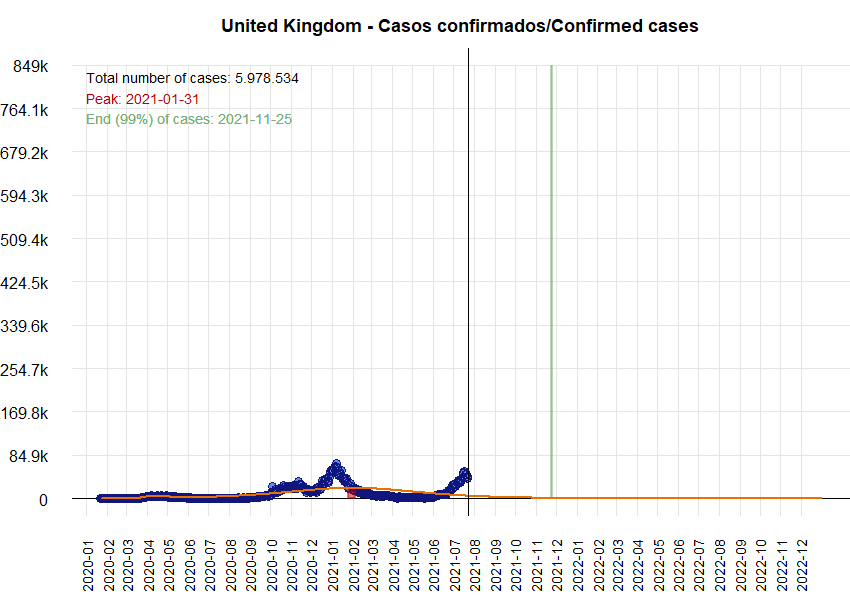 United Kingdom - Casos confirmados/Confirmed cases
849k
764.1k
679.2k
594.3k
509.4k
424.5k
339.6k
254.7k
169.8k
84.9k
0
Total number of cases: 5.978.534
Peak: 2021-01-31
End (99%) of cases: 2021-11-25
2020-01
2020-02
2020-03
2020-04
2020-05
2020-06
2020-07
2020-08
2020-09
2020-10
2020-11
2020-12
2021-01
2021-02
2021-03
2021-04
2021-05
2021-06
2021-07
2021-08
2021-09
2021-10
2021-11
2021-12
2022-01
2022-02
2022-03
2022-04
2022-05
2022-06
2022-07
2022-08
2022-09
2022-10
2022-11
2022-12